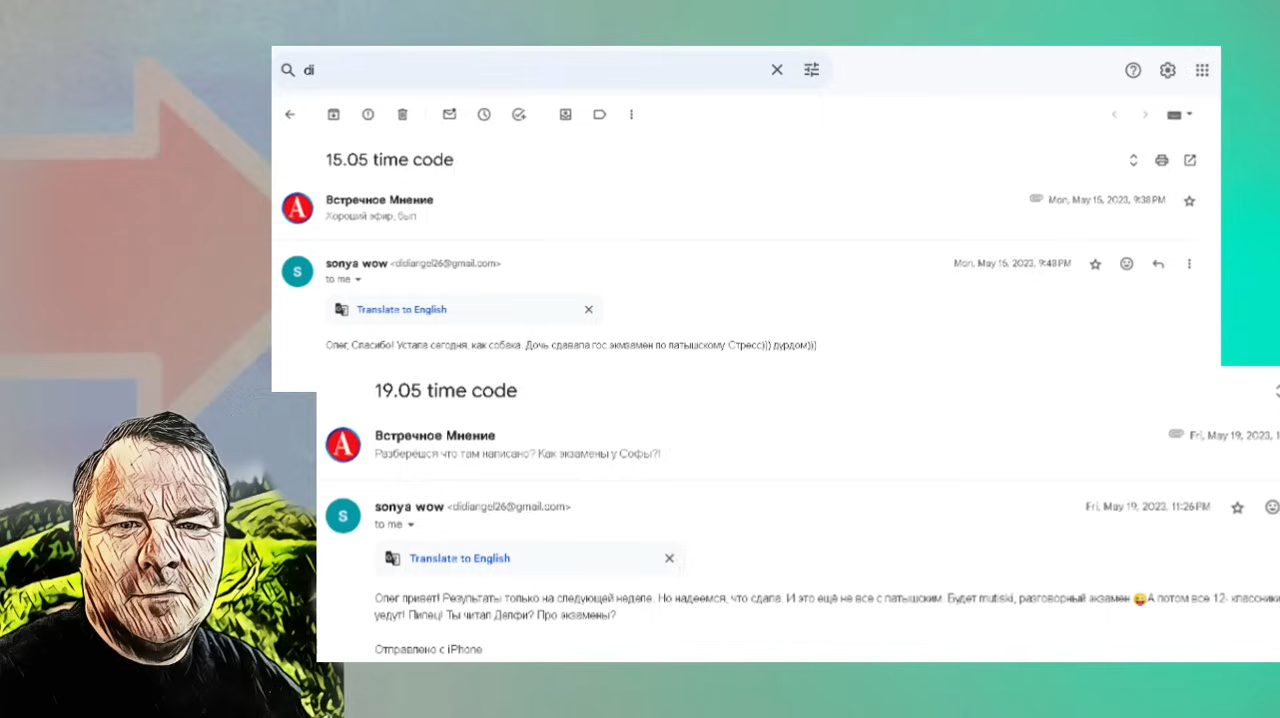 di
15.05 time code
Встречное Мнение
Mon, May 15, 2023, 9:38 PM
A
Хороший эфир, был
sonya wow <didiangel26@gmail.com>
Mon, May 15, 2023, 9:48 PM
S
to me
Translate to English
Олег, Спасибо! Устала сегодня, как собака. Дочь сдавала гос экмзамен по латышскому Стресс))) дурдом)))
19.05 time code
Встречное Мнение
Fri, May 19, 2023, 1
A
Разберёшся что там написано? Как экзамены у Софы?!
sonya wow <didiangel26@gmail.com>
Fri, May 19, 2023, 11:26 PM
S
to me
Translate to English
Олег привет! Результаты только на следующей неделе. Но надеемся, что сдала. И это ещё не все с латышским. Будет mutiski, разговорный экзамен 😜А потом все 12- классники
уедут! Пипец! Ты читал Делфи? Про экзамены?
Отправлено с iPhone